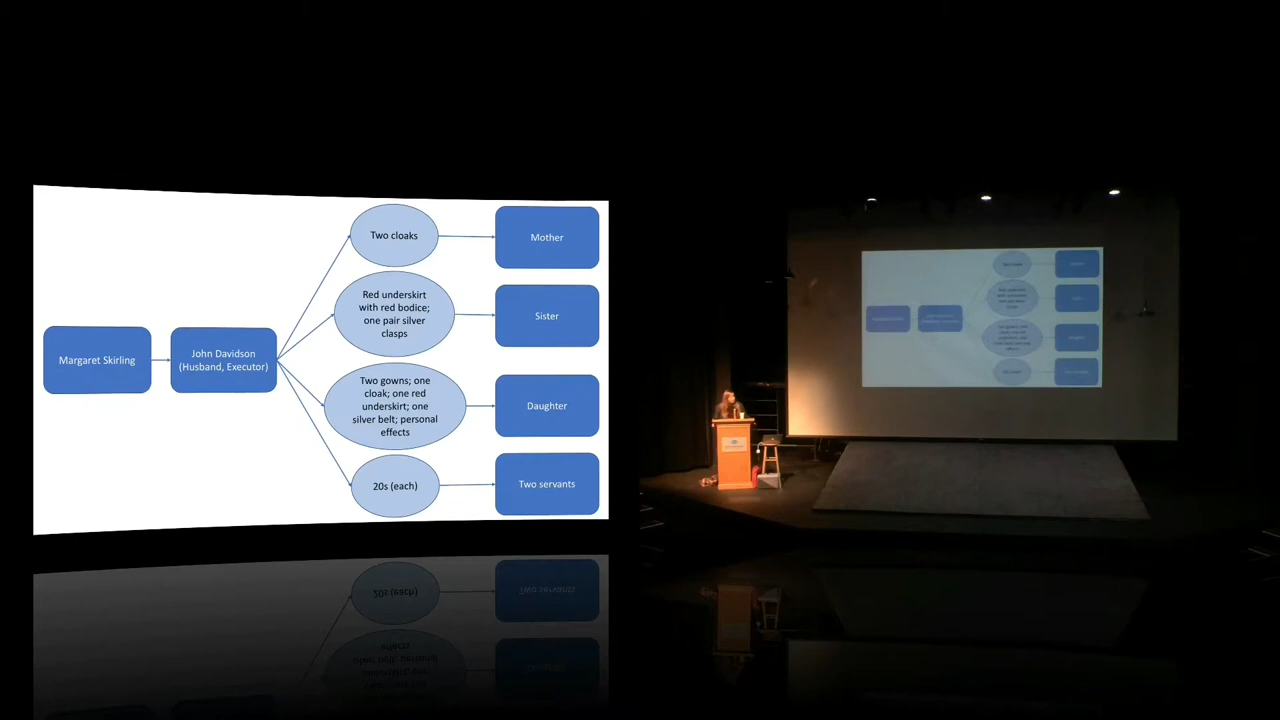 Margaret Skirling
John Davidson
(Husband, Executor)
Two cloaks
Mother
Red underskirt
with red bodice;
one pair silver
clasps
Sister
Two gowns; one
cloak; one red
underskirt; one
silver belt; personal
effects
Daughter
20s (each)
Two servants